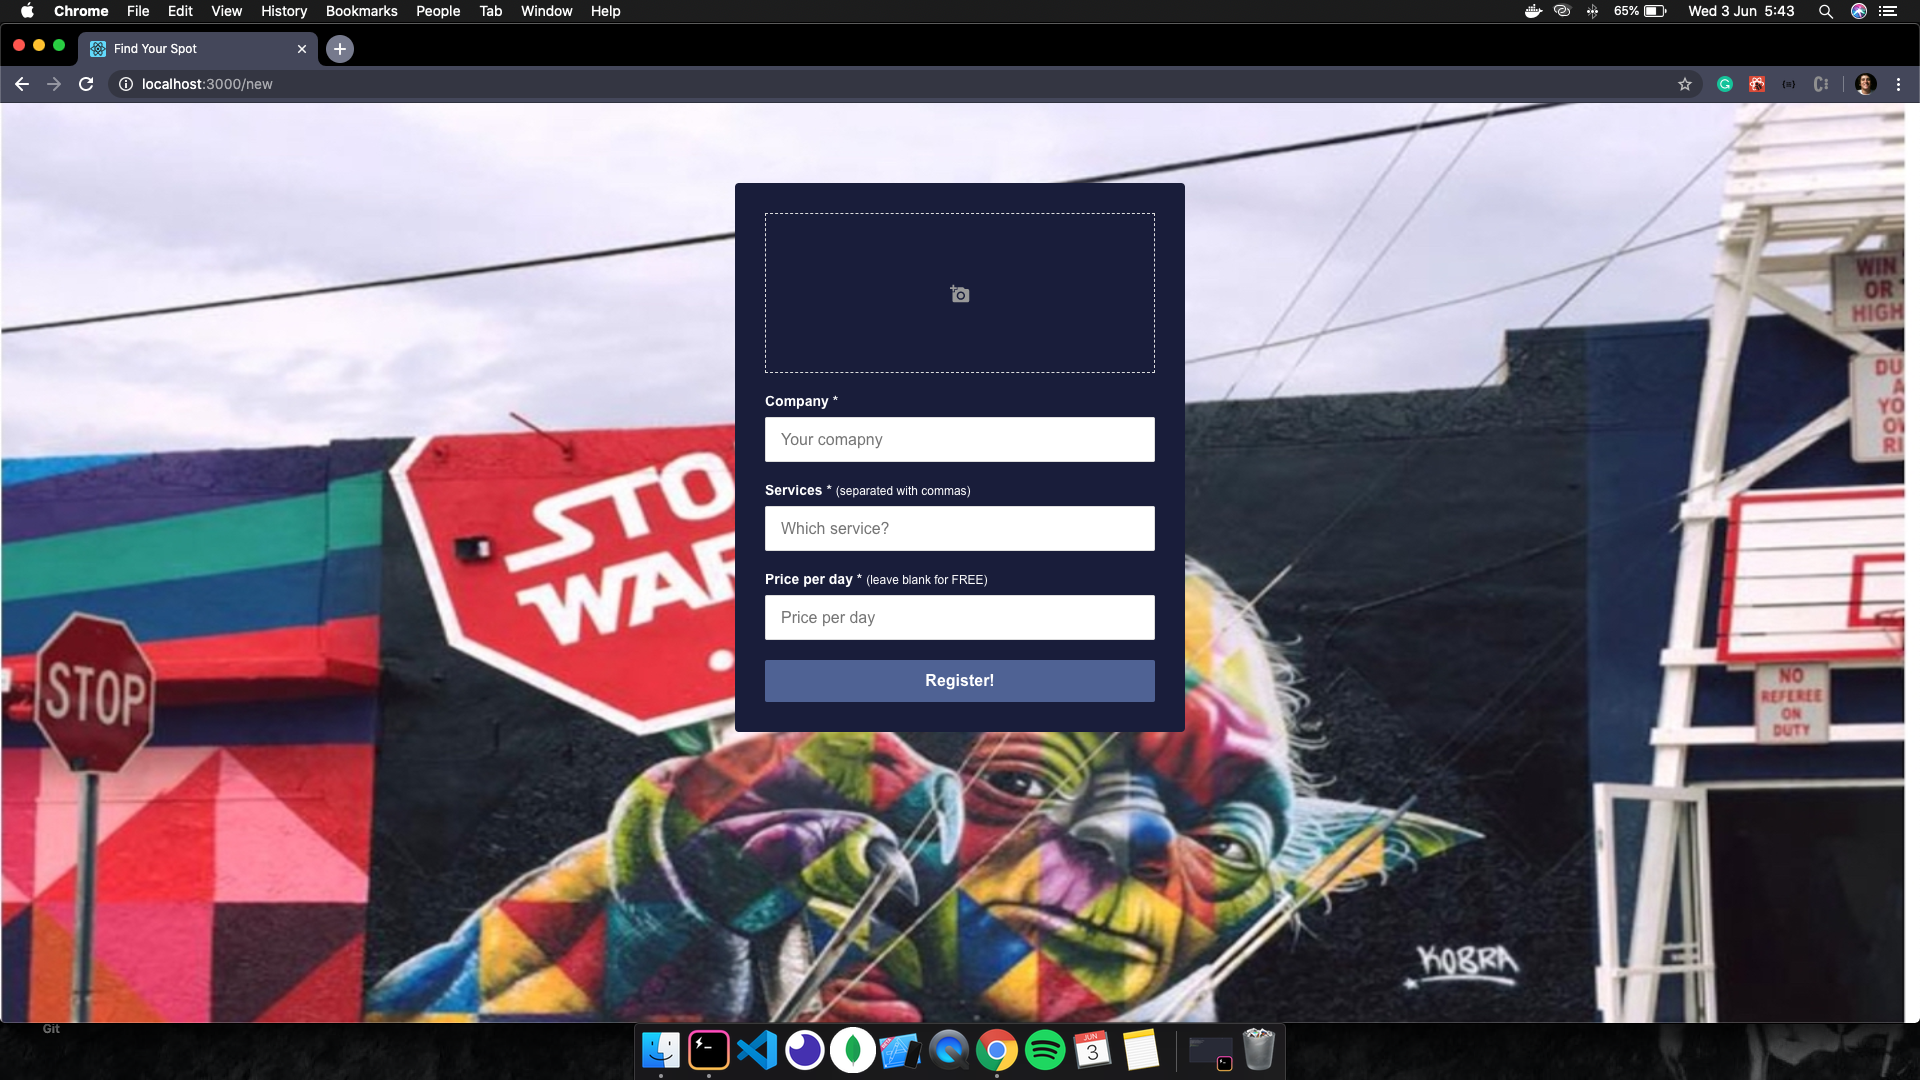 Chrome File Edit View History Bookmarks People Tab Window Help 65% Wed 3 Jun 5:43
Find Your Spot
localhost:3000/new
WIN
OR
HIGH
DU
A
YO
OW
RI
Company *
Your comapny
STO
WAR
Services * (separated with commas)
Which service?
Price per day * (leave blank for FREE)
Price per day
STOP
Register!
NO
REFEREE
ON
DUTY
KOBRA
Git
JUN
3